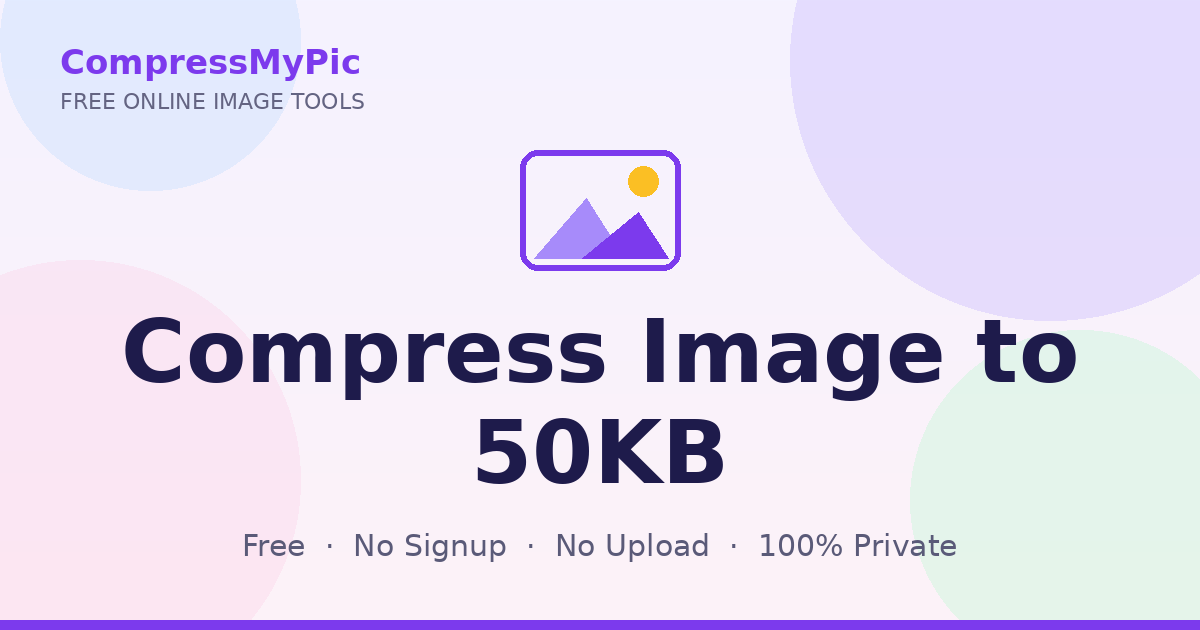 CompressMyPic
FREE ONLINE IMAGE TOOLS
Compress Image to
50KB
Free · No Signup · No Upload · 100% Private